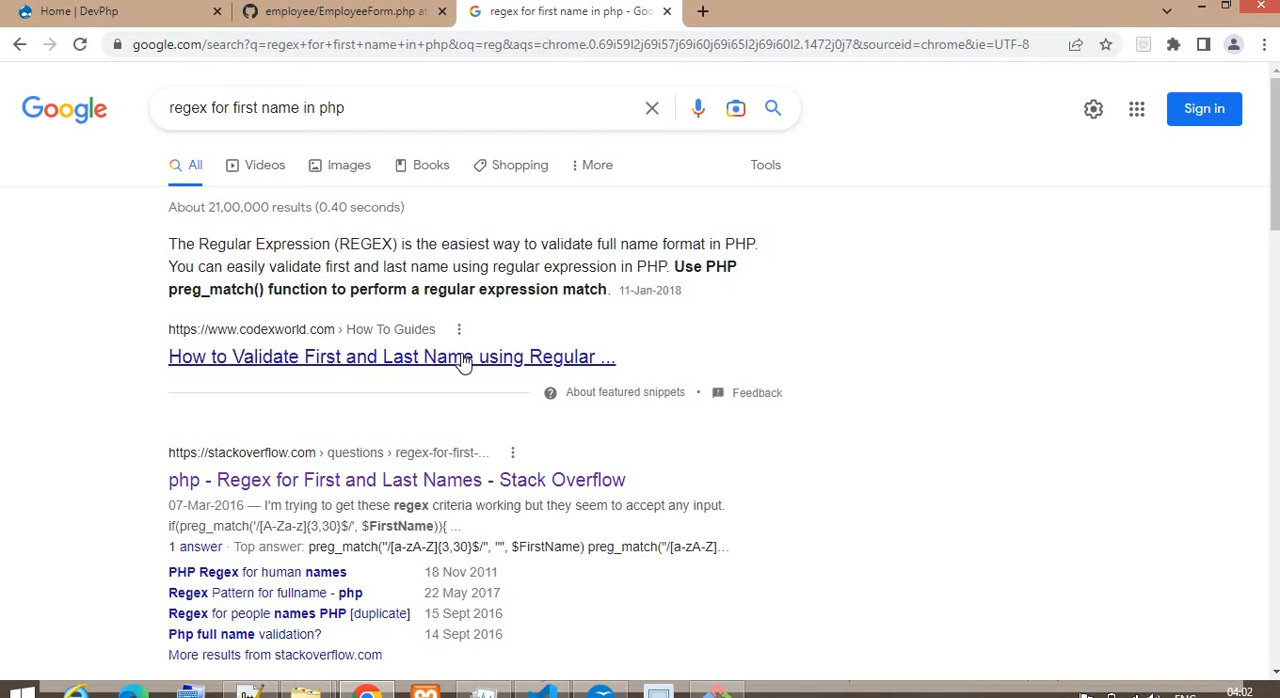 Home | DevPhp
employee/EmployeeForm.php at
regex for first name in php - Goo
google.com/search?q=regex+for+first+name+in+php&oq=reg&aqs=chrome.0.69i59l2j69i57j69i60j69i65l2j69i60l2.1472j0j7&sourceid=chrome&ie=UTF-8
Google
regex for first name in php
Sign in
All
Videos
Images
Books
Shopping
More
Tools
About 21,00,000 results (0.40 seconds)
The Regular Expression (REGEX) is the easiest way to validate full name format in PHP.
You can easily validate first and last name using regular expression in PHP. Use PHP
preg_match() function to perform a regular expression match. 11-Jan-2018
https://www.codexworld.com › How To Guides
How to Validate First and Last Name using Regular ...
About featured snippets • Feedback
https://stackoverflow.com › questions › regex-for-first-...
php - Regex for First and Last Names - Stack Overflow
07-Mar-2016 — I'm trying to get these regex criteria working but they seem to accept any input.
if(preg_match('/[A-Za-z]{3,30}$/', $FirstName)){ ...
1 answer · Top answer: preg_match("/[a-zA-Z]{3,30}$/", "", $FirstName) preg_match("/[a-zA-Z]...
PHP Regex for human names 18 Nov 2011
Regex Pattern for fullname - php 22 May 2017
Regex for people names PHP [duplicate] 15 Sept 2016
Php full name validation? 14 Sept 2016
More results from stackoverflow.com
04:02